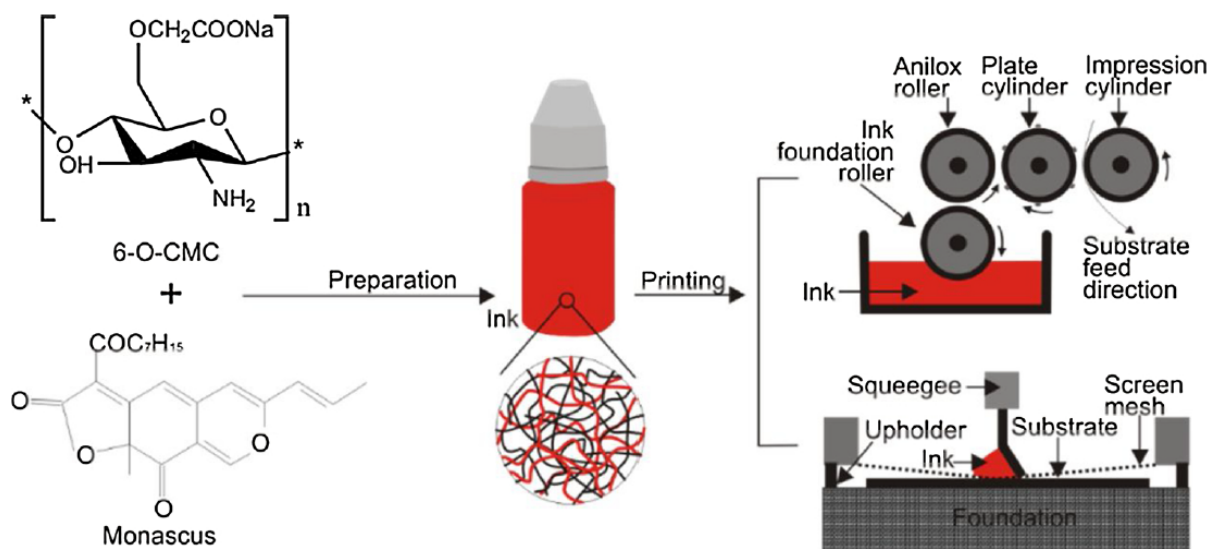 OCH₂COOONa
*
O
O
*
OH
NH₂
n
6-O-CMC
+
COC₇H₁₅
O
O
O
O
Monascus
Preparation
Ink
Printing
Anilox
roller
Plate
cylinder
Impression
cylinder
Ink
foundation
roller
Ink
Substrate
feed
direction
Squeegee
Screen
mesh
Upholder
Substrate
Ink
Foundation